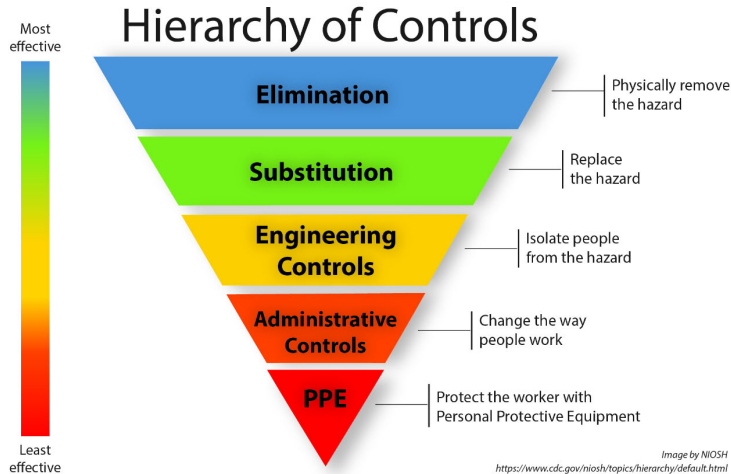 Hierarchy of Controls
Most
effective
Elimination
Physically remove
the hazard
Substitution
Replace
the hazard
Engineering
Controls
Isolate people
from the hazard
Administrative
Controls
Change the way
people work
PPE
Protect the worker with
Personal Protective Equipment
Least
effective
Image by NIOSH
https://www.cdc.gov/niosh/topics/hierarchy/default.html